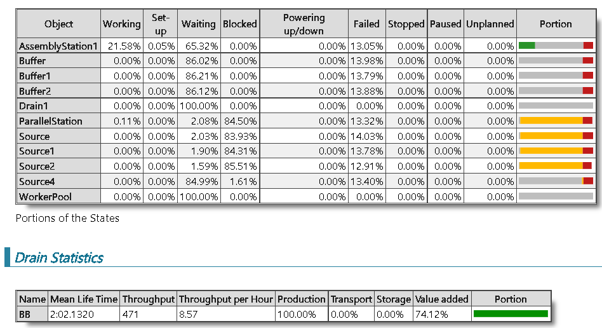 Object Working Set-up Waiting Blocked Powering up/down Failed Stopped Paused Unplanned Portion
AssemblyStation1 21.58% 0.05% 65.32% 0.00% 0.00% 13.05% 0.00% 0.00% 0.00%
Buffer 0.00% 0.00% 86.02% 0.00% 0.00% 13.98% 0.00% 0.00% 0.00%
Buffer1 0.00% 0.00% 86.21% 0.00% 0.00% 13.79% 0.00% 0.00% 0.00%
Buffer2 0.00% 0.00% 86.12% 0.00% 0.00% 13.88% 0.00% 0.00% 0.00%
Drain1 0.00% 0.00% 100.00% 0.00% 0.00% 0.00% 0.00% 0.00% 0.00%
ParallelStation 0.11% 0.00% 2.08% 84.50% 0.00% 13.32% 0.00% 0.00% 0.00%
Source 0.00% 0.00% 2.03% 83.93% 0.00% 14.03% 0.00% 0.00% 0.00%
Source1 0.00% 0.00% 1.90% 84.31% 0.00% 13.78% 0.00% 0.00% 0.00%
Source2 0.00% 0.00% 1.59% 85.51% 0.00% 12.91% 0.00% 0.00% 0.00%
Source4 0.00% 0.00% 84.99% 1.61% 0.00% 13.40% 0.00% 0.00% 0.00%
WorkerPool 0.00% 0.00% 100.00% 0.00% 0.00% 0.00% 0.00% 0.00% 0.00%
Portions of the States
Drain Statistics
Name Mean Life Time Throughput Throughput per Hour Production Transport Storage Value added Portion
BB 2:02.1320 471 8.57 100.00% 0.00% 0.00% 74.12%